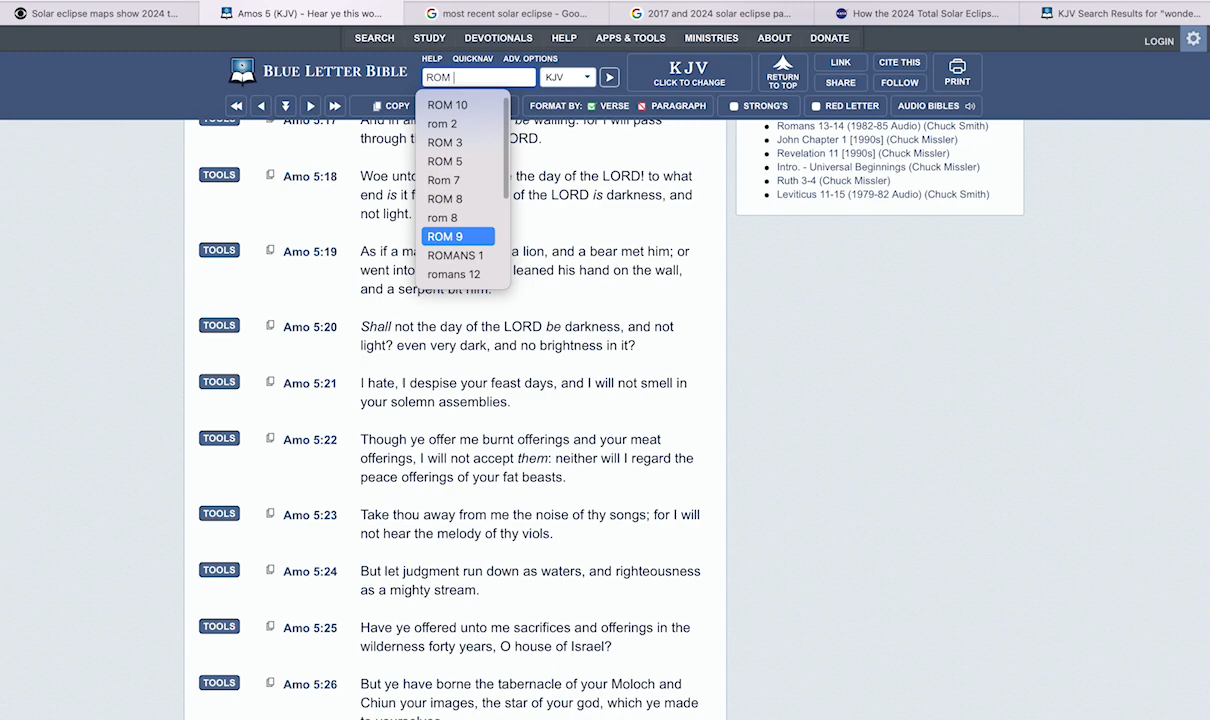 Solar eclipse maps show 2024 t...
Amos 5 (KJV) - Hear ye this wo...
most recent solar eclipse - Goo...
2017 and 2024 solar eclipse pa...
How the 2024 Total Solar Eclips...
KJV Search Results for "wonde...
SEARCH STUDY DEVOTIONALS HELP APPS & TOOLS MINISTRIES ABOUT DONATE
LOGIN
BLUE LETTER BIBLE
HELP QUICKNAV ADV. OPTIONS
ROM
KJV
KJV
CLICK TO CHANGE
RETURN
TO TOP
LINK
CITE THIS
SHARE
FOLLOW
PRINT
COPY
FORMAT BY: VERSE PARAGRAPH
STRONG'S
RED LETTER
AUDIO BIBLES
ROM 10
rom 2
ROM 3
ROM 5
Rom 7
ROM 8
rom 8
ROM 9
ROMANS 1
romans 12
TOOLS Amo 5:17 And in all be wailing: for I will pass
through t ORD.
TOOLS Amo 5:18 Woe unto the day of the LORD! to what
end is it f of the LORD is darkness, and
not light.
TOOLS Amo 5:19 As if a ma a lion, and a bear met him; or
went into leaned his hand on the wall,
and a serpent bit him.
TOOLS Amo 5:20 Shall not the day of the LORD be darkness, and not
light? even very dark, and no brightness in it?
TOOLS Amo 5:21 I hate, I despise your feast days, and I will not smell in
your solemn assemblies.
TOOLS Amo 5:22 Though ye offer me burnt offerings and your meat
offerings, I will not accept them: neither will I regard the
peace offerings of your fat beasts.
TOOLS Amo 5:23 Take thou away from me the noise of thy songs; for I will
not hear the melody of thy viols.
TOOLS Amo 5:24 But let judgment run down as waters, and righteousness
as a mighty stream.
TOOLS Amo 5:25 Have ye offered unto me sacrifices and offerings in the
wilderness forty years, O house of Israel?
TOOLS Amo 5:26 But ye have borne the tabernacle of your Moloch and
Chiun your images, the star of your god, which ye made
to yourselves.
Romans 13-14 (1982-85 Audio) (Chuck Smith)
John Chapter 1 [1990s] (Chuck Missler)
Revelation 11 [1990s] (Chuck Missler)
Intro. - Universal Beginnings (Chuck Missler)
Ruth 3-4 (Chuck Missler)
Leviticus 11-15 (1979-82 Audio) (Chuck Smith)